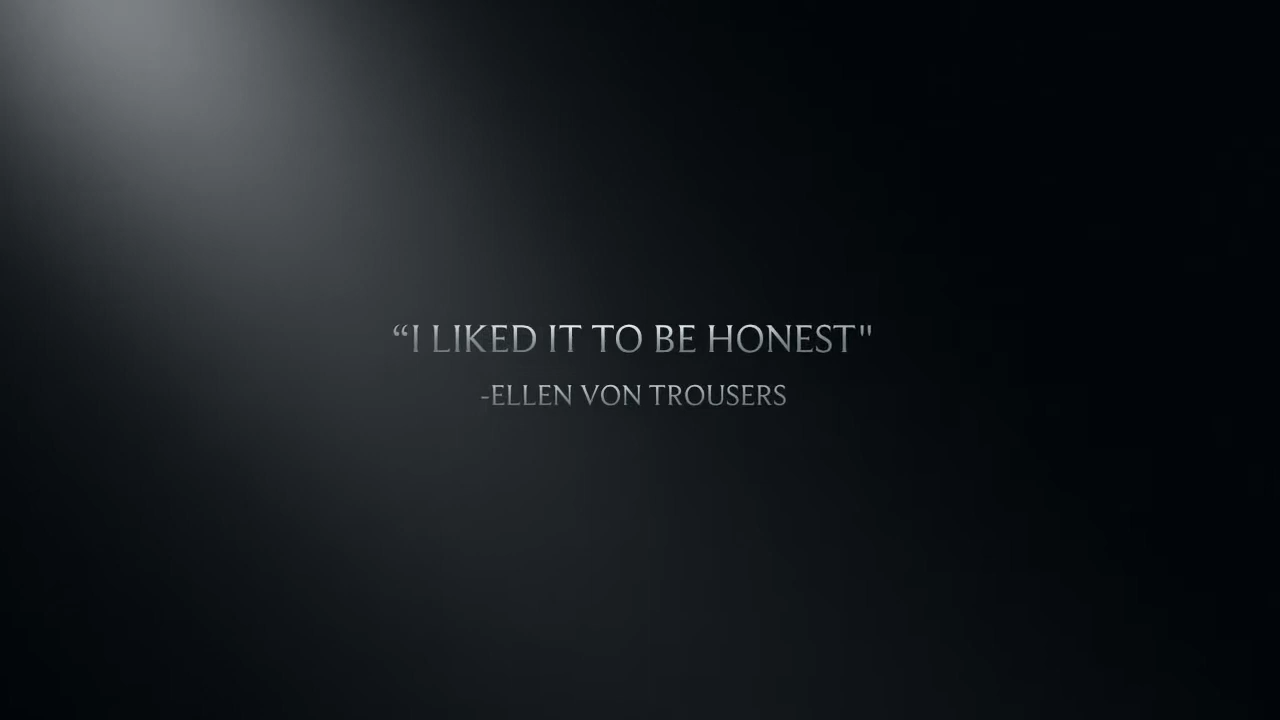 “I LIKED IT TO BE HONEST"
-ELLEN VON TROUSERS